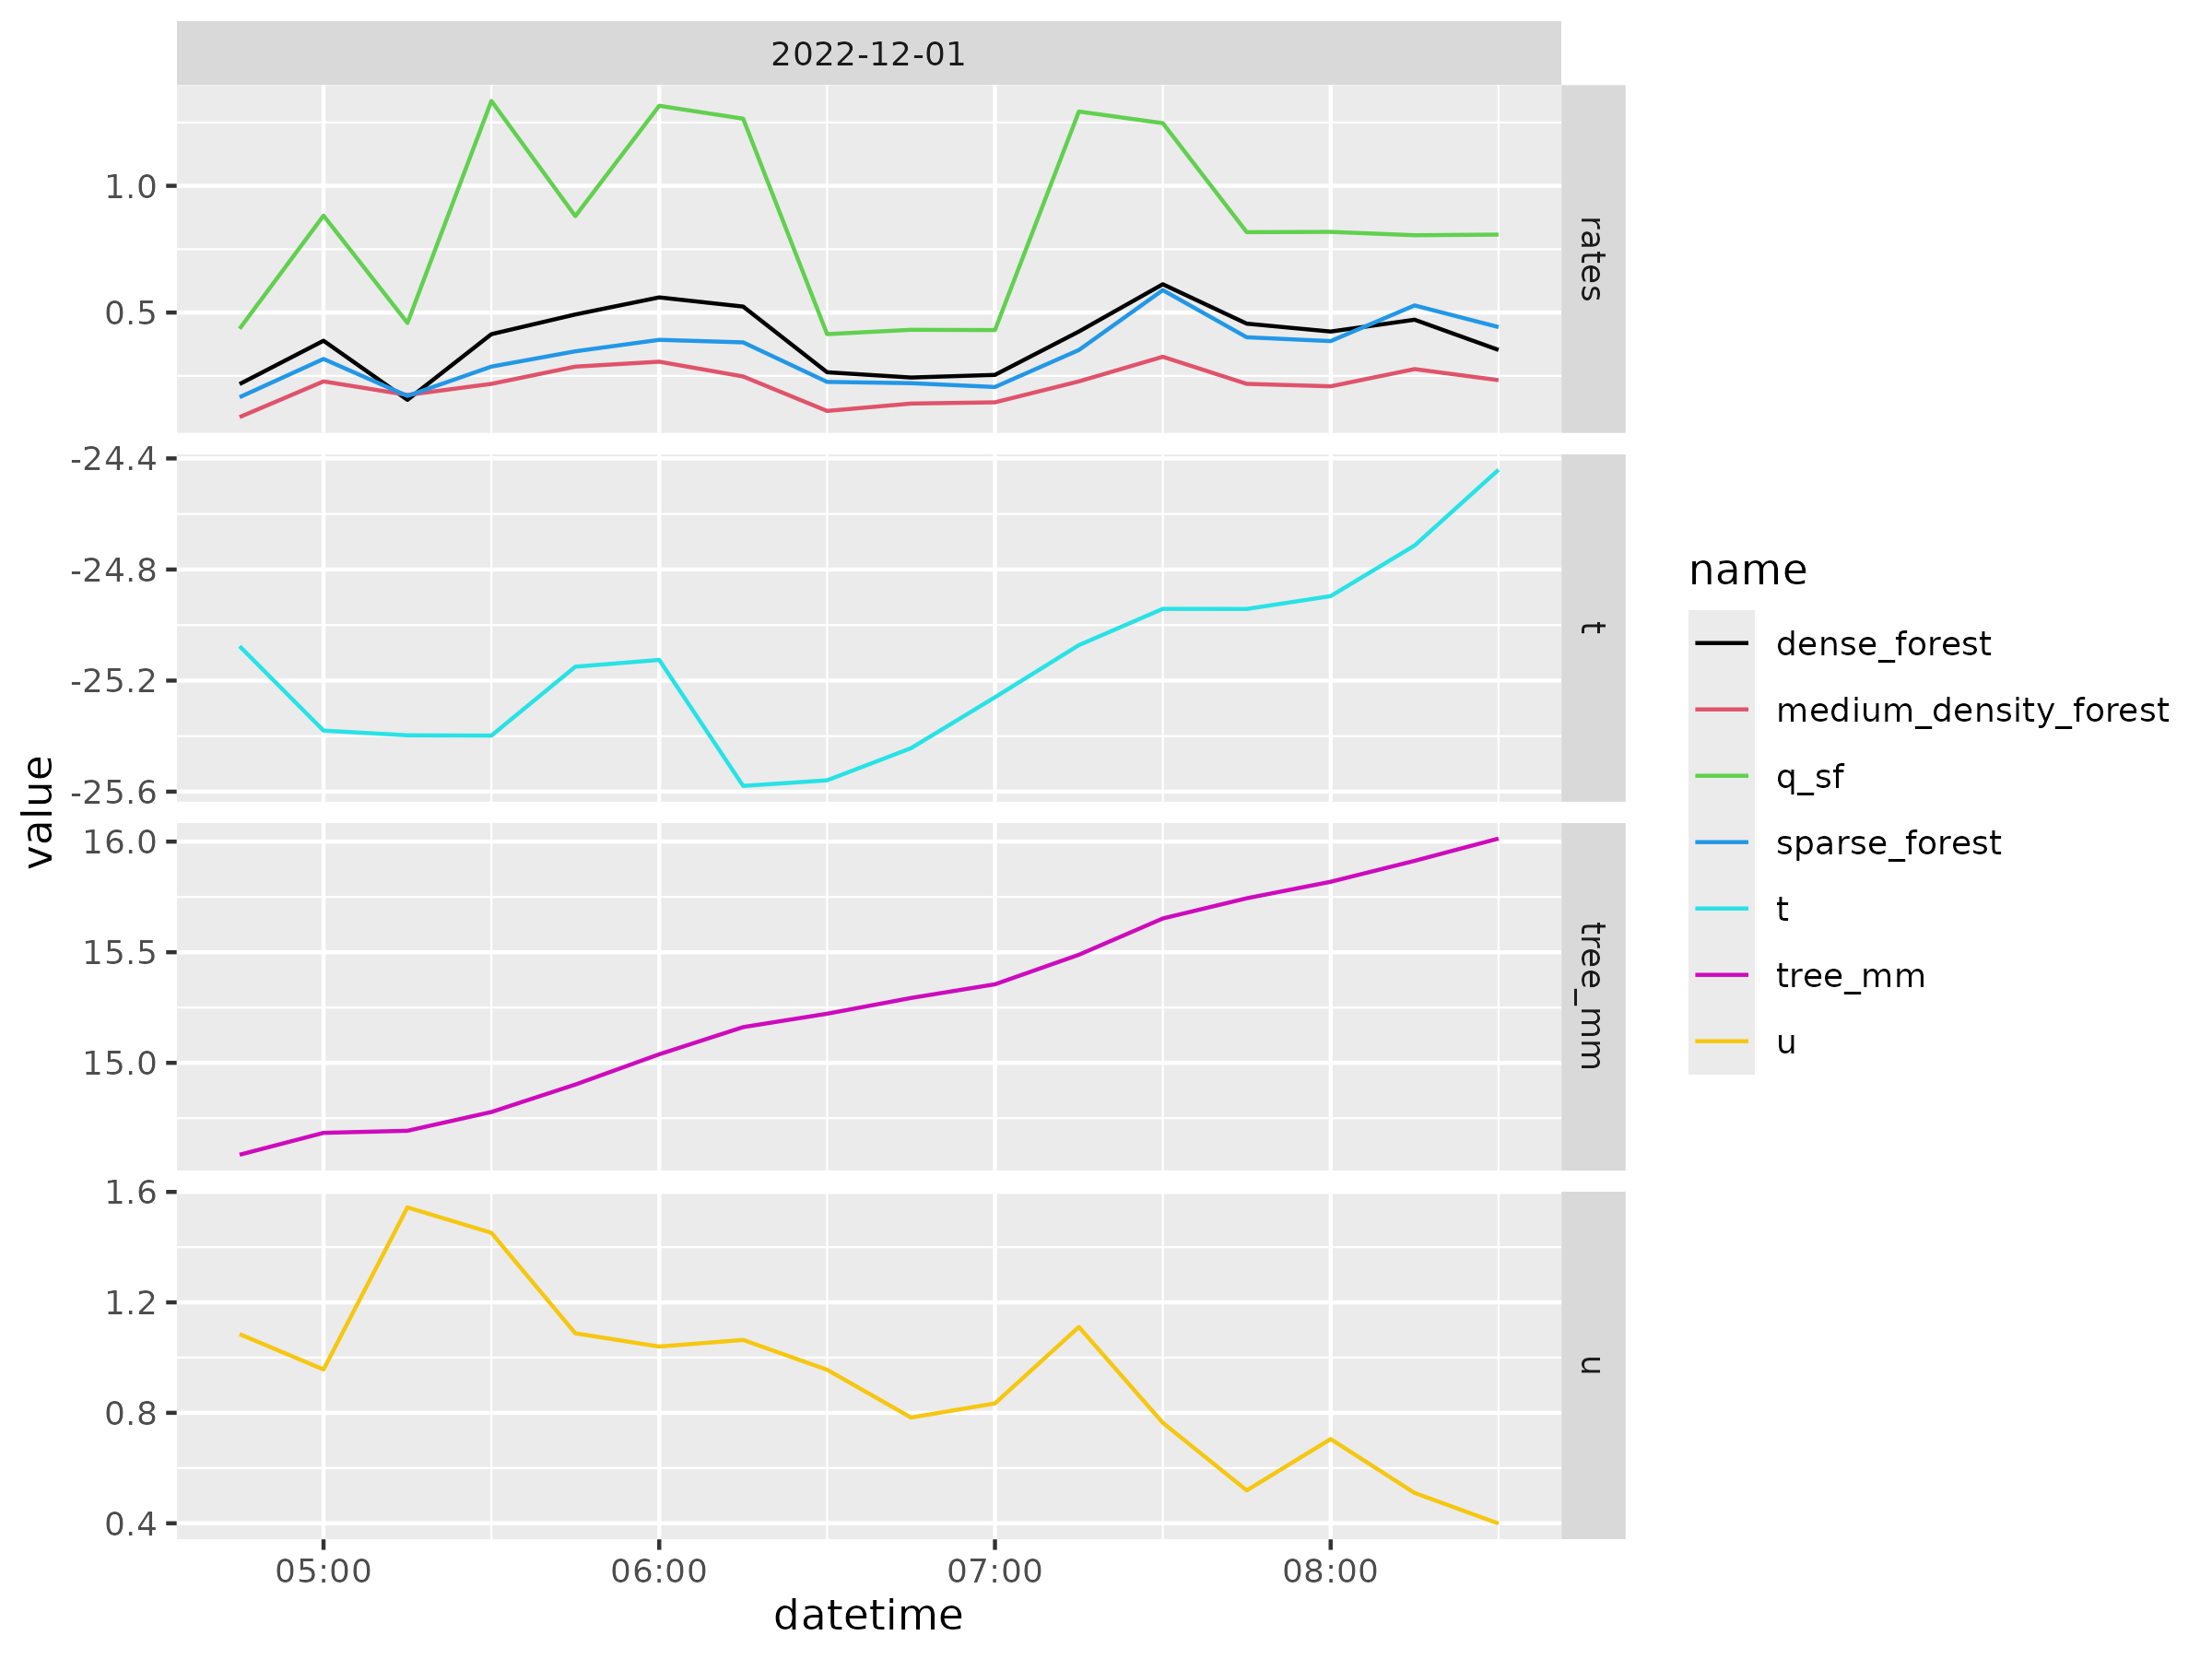 2022-12-01
1.0
0.5
rates
-24.4
-24.8
-25.2
-25.6
t
16.0
15.5
15.0
tree_mm
1.6
1.2
0.8
0.4
u
05:00 06:00 07:00 08:00
datetime
value
name
dense_forest
medium_density_forest
q_sf
sparse_forest
t
tree_mm
u